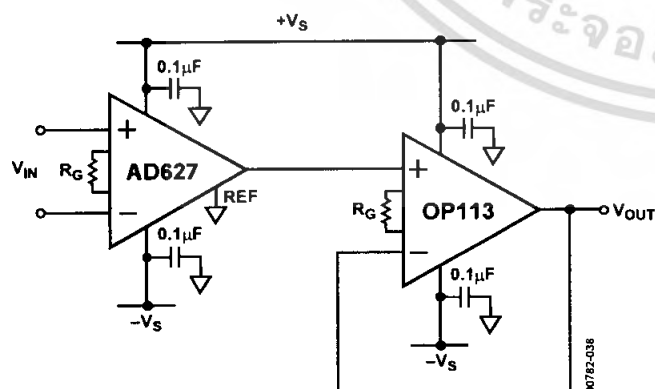 +VS
0.1µF
0.1µF
+
+
VIN
RG
AD627
REF
RG
OP113
VOUT
−
−
0.1µF
0.1µF
−VS
−VS
00782-038